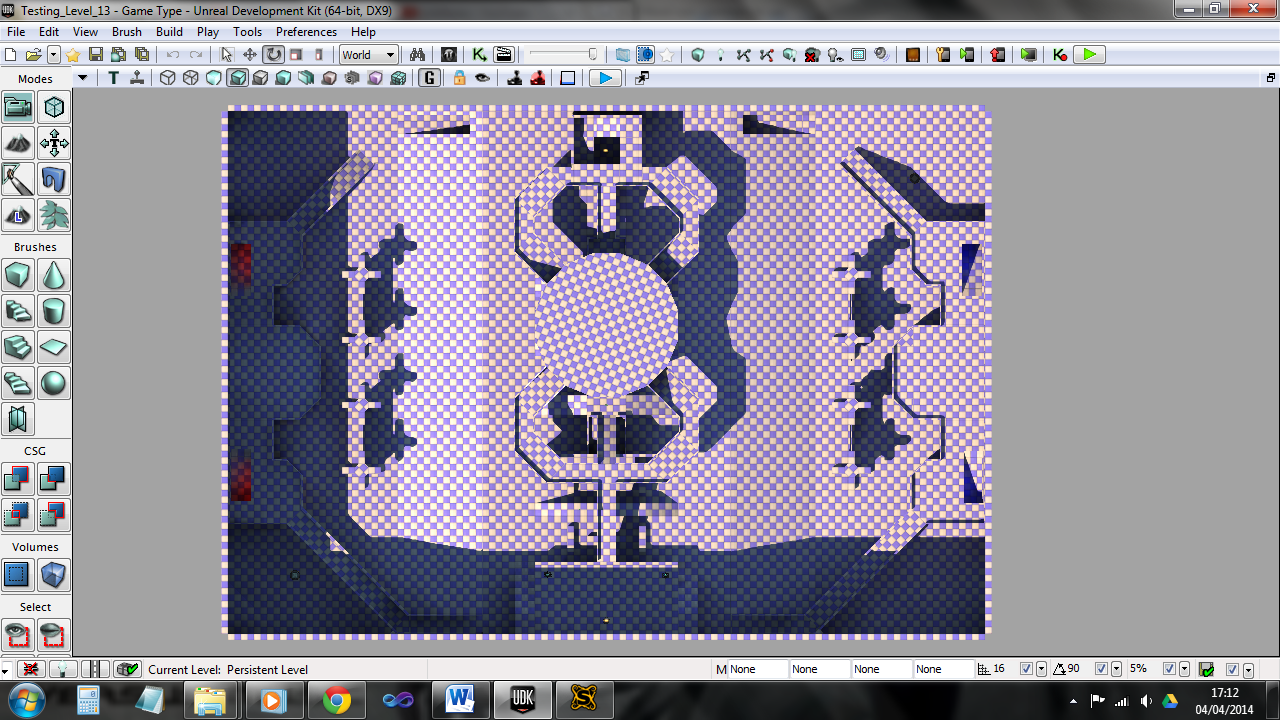 UDK Testing_Level_13 - Game Type - Unreal Development Kit (64-bit, DX9)
File Edit View Brush Build Play Tools Preferences Help
World
Modes
T G
L
Brushes
CSG
Volumes
Select
Current Level: Persistent Level M None None None None 16 90 5%
W UDK
17:12
04/04/2014